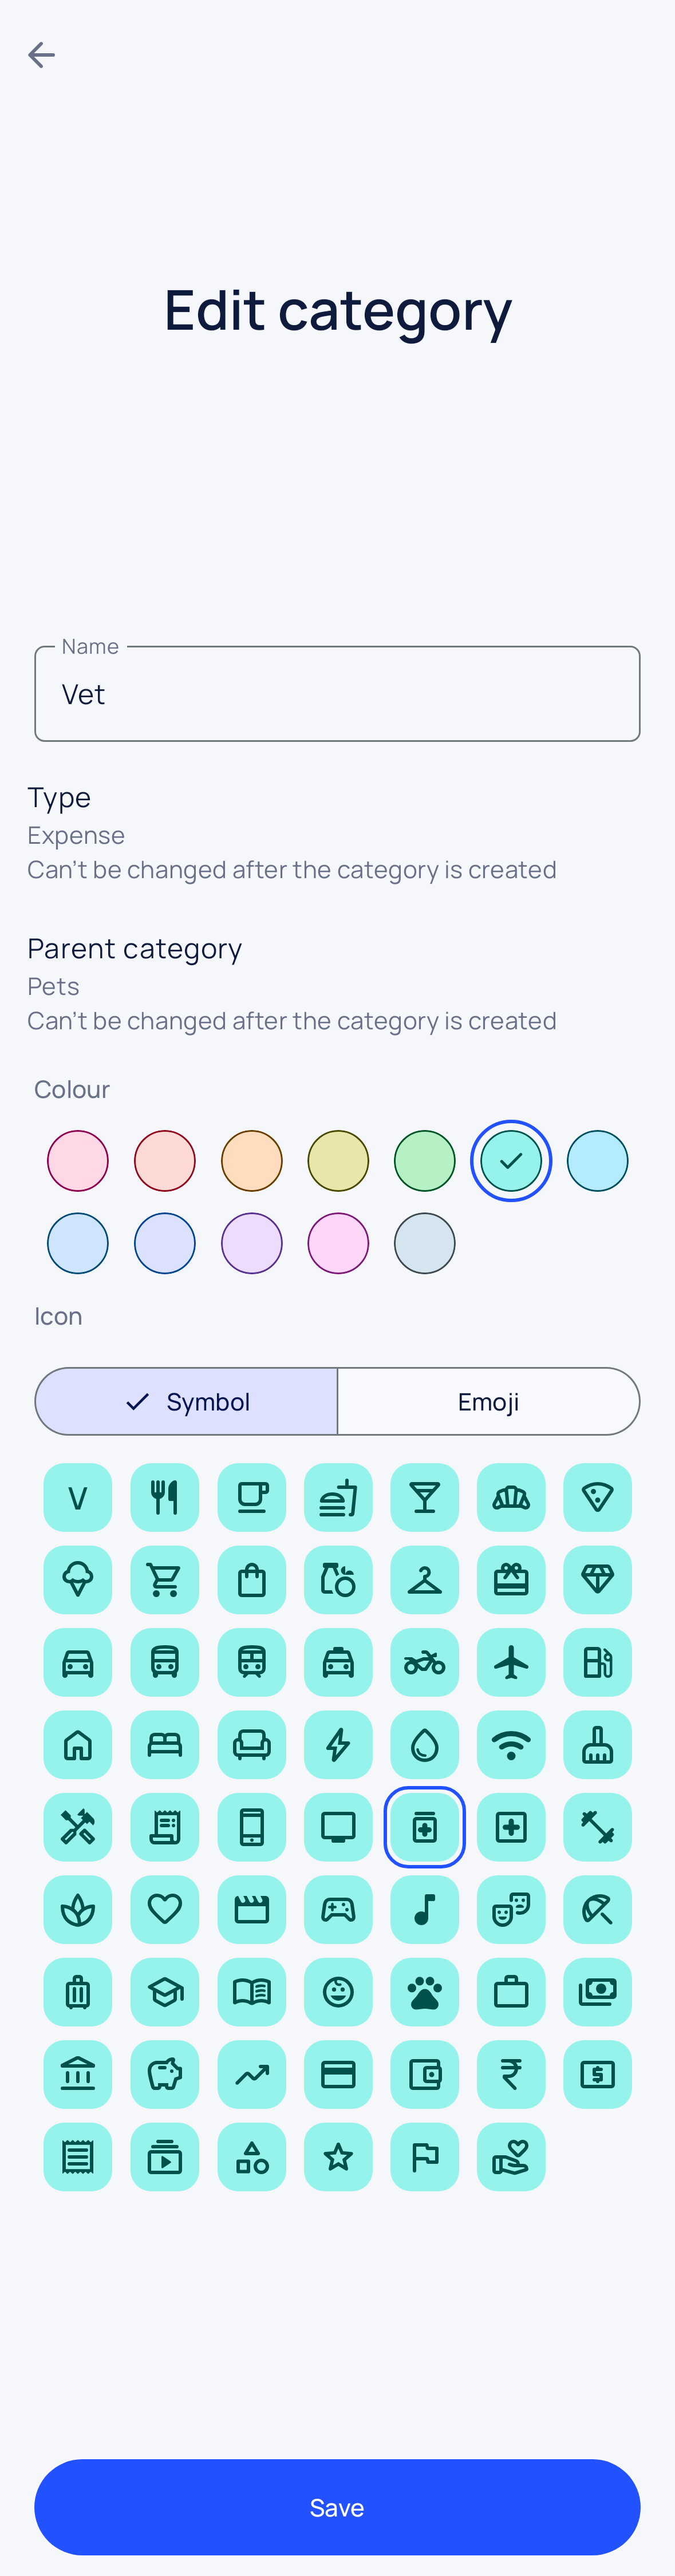 Edit category
Name
Vet
Type
Expense
Can't be changed after the category is created
Parent category
Pets
Can't be changed after the category is created
Colour
Icon
Symbol
Emoji
V
Save